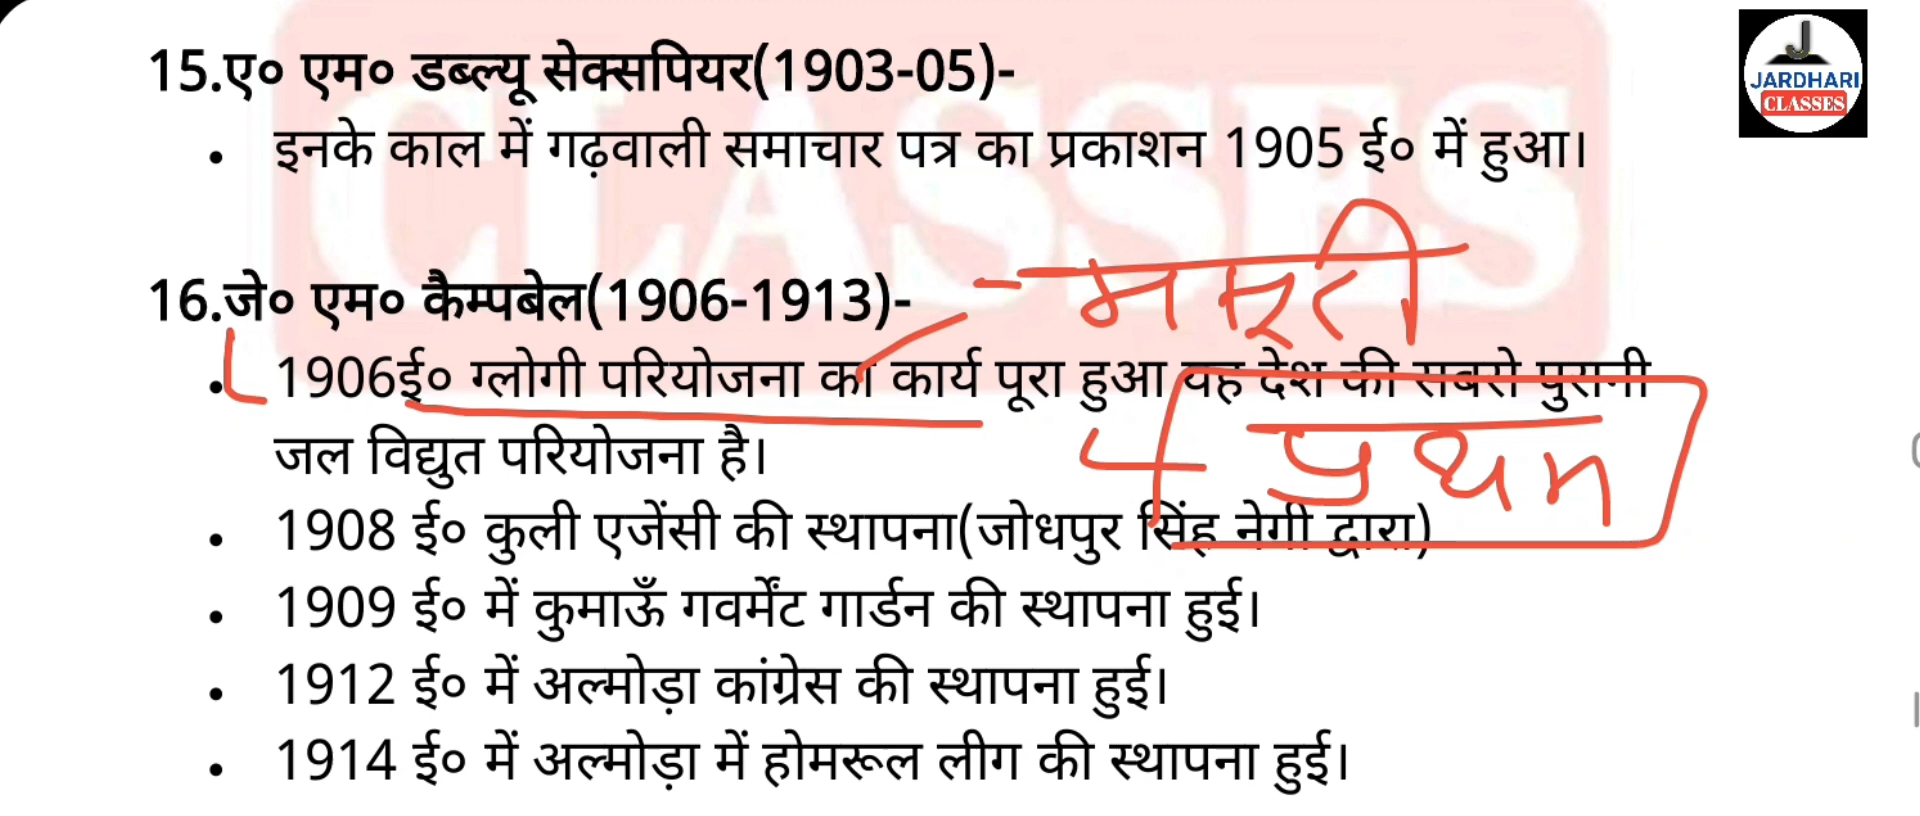 15.ए० एम० डब्ल्यू सेक्सपियर(1903-05)-
• इनके काल में गढ़वाली समाचार पत्र का प्रकाशन 1905 ई० में हुआ।
J
JARDHARI
CLASSES
CLASSES
16.जे० एम० कैम्पबेल(1906-1913)-
- मसूरी
• 1906ई० ग्लोगी परियोजना का कार्य पूरा हुआ यह देश की सबसे पुरानी
जल विद्युत परियोजना है।
प्रथम
• 1908 ई० कुली एजेंसी की स्थापना(जोधपुर सिंह नेगी द्वारा)
• 1909 ई० में कुमाऊँ गवर्मेंट गार्डन की स्थापना हुई।
• 1912 ई० में अल्मोड़ा कांग्रेस की स्थापना हुई।
• 1914 ई० में अल्मोड़ा में होमरूल लीग की स्थापना हुई।